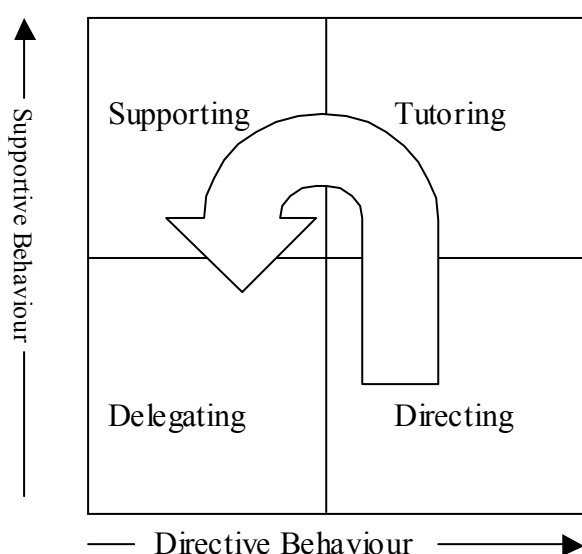 Supportive Behaviour
Supporting
Tutoring
Delegating
Directing
Directive Behaviour